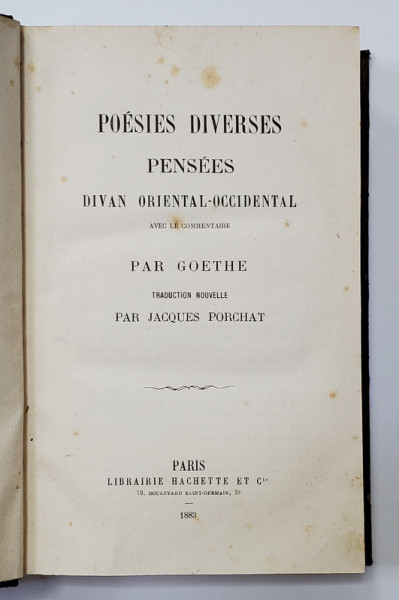 POÉSIES DIVERSES
PENSÉES
DIVAN ORIENTAL-OCCIDENTAL
AVEC LE COMMENTAIRE
PAR GOETHE
TRADUCTION NOUVELLE
PAR JACQUES PORCHAT
PARIS
LIBRAIRIE HACHETTE ET Cie
79, BOULEVARD SAINT-GERMAIN, 79
1883